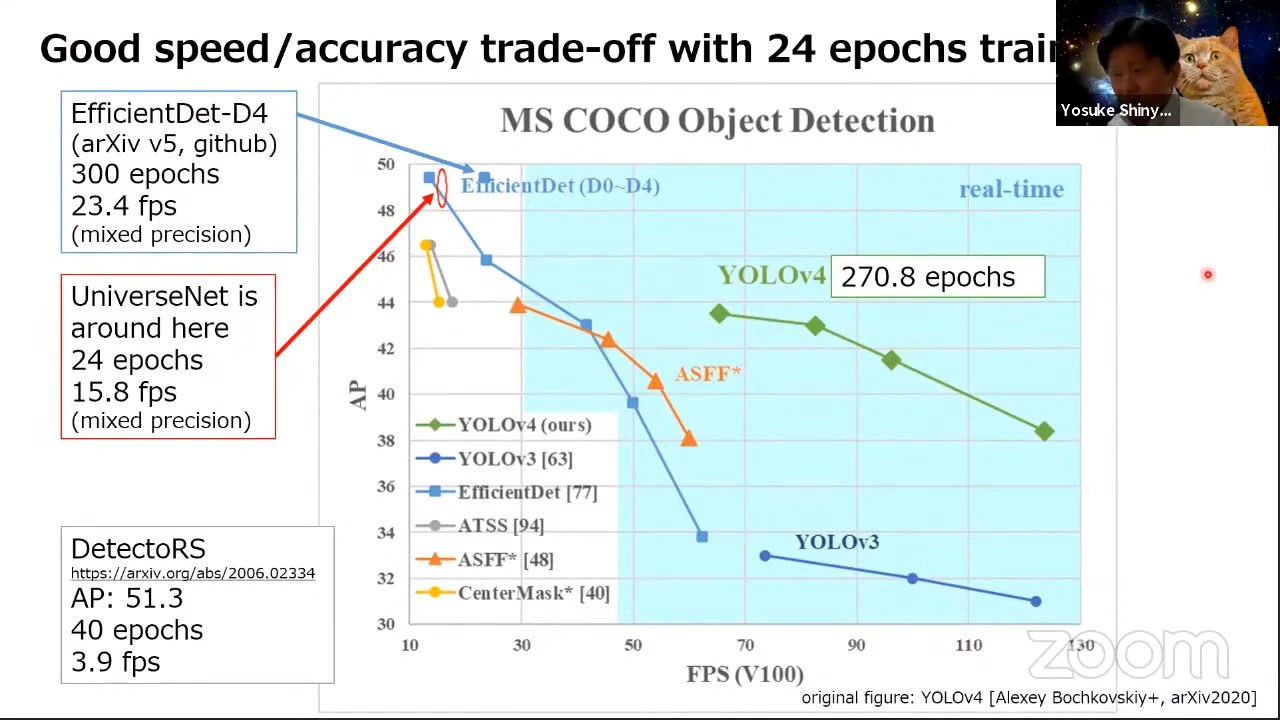 Good speed/accuracy trade-off with 24 epochs train
Yosuke Shiny...
EfficientDet-D4
(arXiv v5, github)
300 epochs
23.4 fps
(mixed precision)
UniverseNet is
around here
24 epochs
15.8 fps
(mixed precision)
DetectoRS
https://arxiv.org/abs/2006.02334
AP: 51.3
40 epochs
3.9 fps
MS COCO Object Detection
EfficientDet (D0~D4)
real-time
YOLOv4
270.8 epochs
ASFF*
YOLOv3
AP
50
48
46
44
42
40
38
36
34
32
30
YOLOv4 (ours)
YOLOv3 [63]
EfficientDet [77]
ATSS [94]
ASFF* [48]
CenterMask* [40]
10 30 50 70 90 110 130
FPS (V100)
zoom
original figure: YOLOv4 [Alexey Bochkovskiy+, arXiv2020]